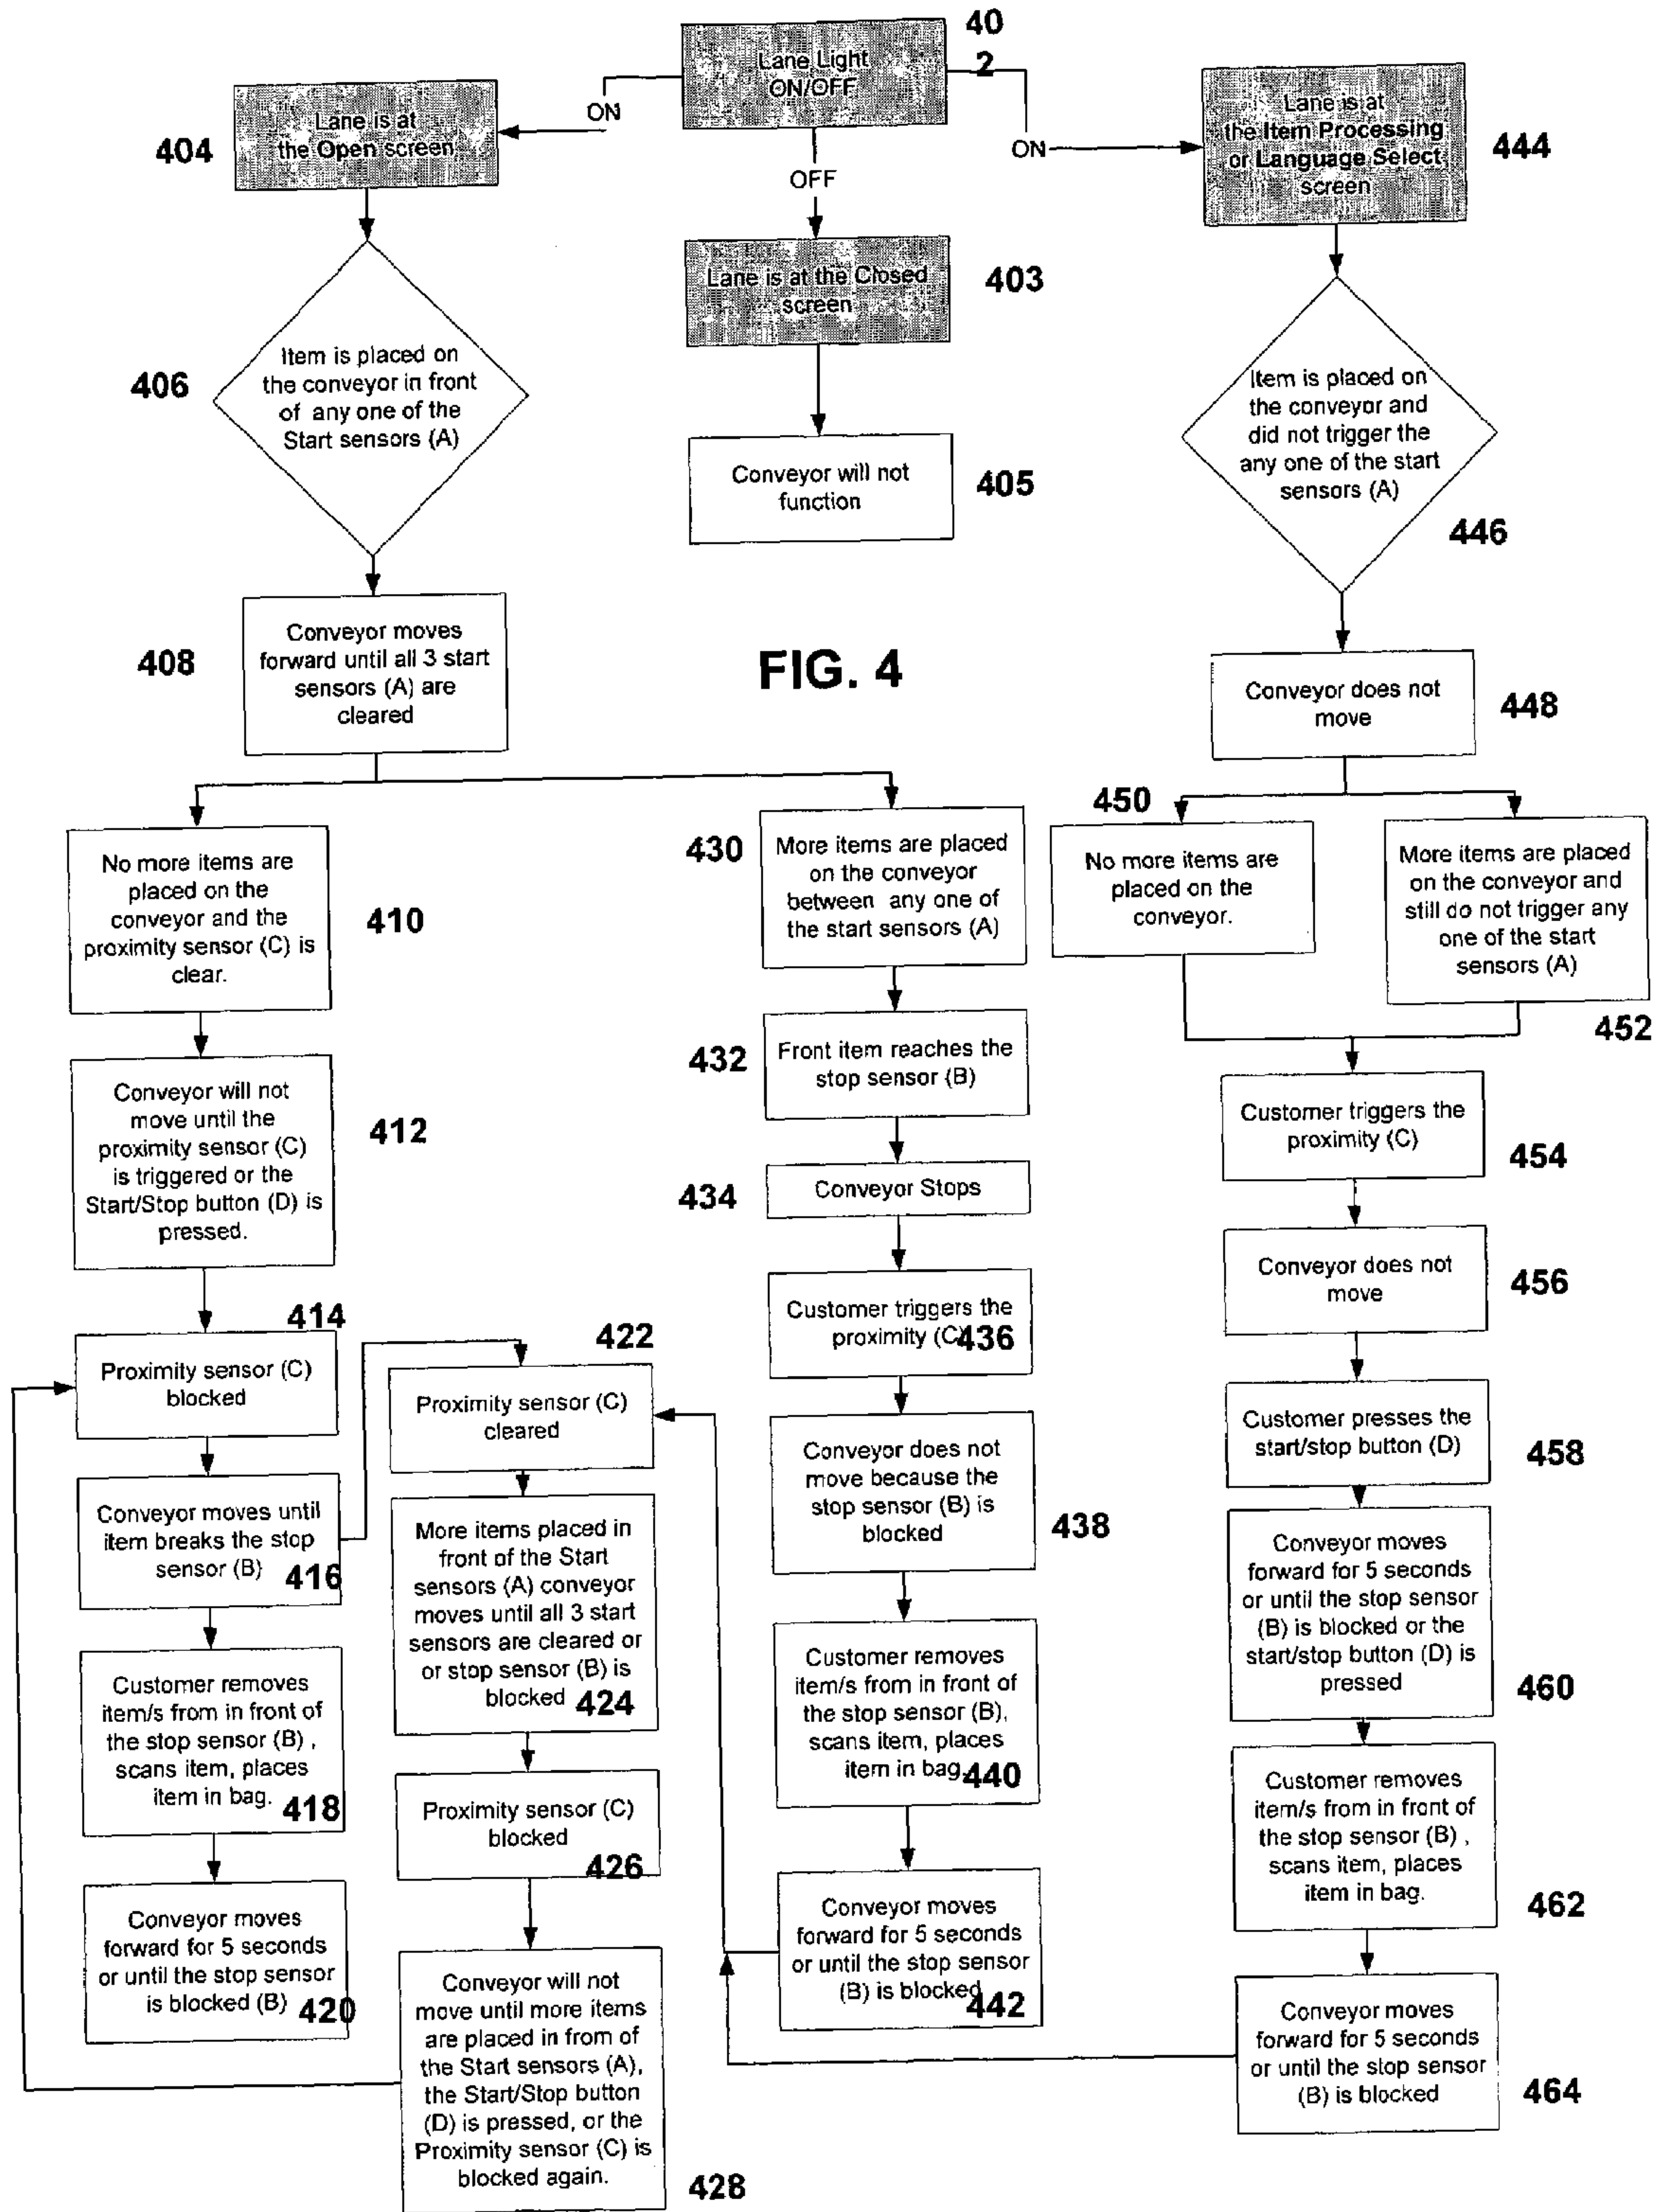 40
2
Lane Light
ON/OFF
ON
OFF
ON
404
Lane is at
the Open screen
Lane is at
the Item Processing
or Language Select
screen
444
Lane is at the Closed
screen
403
406
Item is placed on
the conveyor in front
of any one of the
Start sensors (A)
Conveyor will not
function
405
Item is placed on
the conveyor and
did not trigger the
any one of the start
sensors (A)
446
408
Conveyor moves
forward until all 3 start
sensors (A) are
cleared
FIG. 4
Conveyor does not
move
448
No more items are
placed on the
conveyor and the
proximity sensor (C) is
clear.
410
430
More items are placed
on the conveyor
between any one of
the start sensors (A)
450
No more items are
placed on the
conveyor.
More items are placed
on the conveyor and
still do not trigger any
one of the start
sensors (A)
452
Conveyor will not
move until the
proximity sensor (C)
is triggered or the
Start/Stop button (D) is
pressed.
412
432
Front item reaches the
stop sensor (B)
434
Conveyor Stops
Customer triggers the
proximity (C)
454
Conveyor does not
move
456
414
Proximity sensor (C)
blocked
422
Proximity sensor (C)
cleared
Customer triggers the
proximity (C)
436
Customer presses the
start/stop button (D)
458
Conveyor moves until
item breaks the stop
sensor (B)
416
More items placed in
front of the Start
sensors (A) conveyor
moves until all 3 start
sensors are cleared or
or stop sensor (B) is
blocked
424
Conveyor does not
move because the
stop sensor (B) is
blocked
438
Conveyor moves
forward for 5 seconds
or until the stop sensor
(B) is blocked or the
start/stop button (D) is
pressed
460
Customer removes
item/s from in front of
the stop sensor (B) ,
scans item, places
item in bag.
418
Proximity sensor (C)
blocked
426
Customer removes
item/s from in front of
the stop sensor (B),
scans item, places
item in bag.
440
Customer removes
item/s from in front of
the stop sensor (B) ,
scans item, places
item in bag.
462
Conveyor moves
forward for 5 seconds
or until the stop sensor
is blocked (B)
420
Conveyor will not
move until more items
are placed in from of
the Start sensors (A),
the Start/Stop button
(D) is pressed, or the
Proximity sensor (C) is
blocked again.
428
Conveyor moves
forward for 5 seconds
or until the stop sensor
(B) is blocked
442
Conveyor moves
forward for 5 seconds
or until the stop sensor
(B) is blocked
464